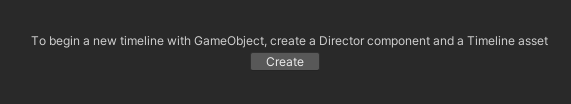 To begin a new timeline with GameObject, create a Director component and a Timeline asset
Create